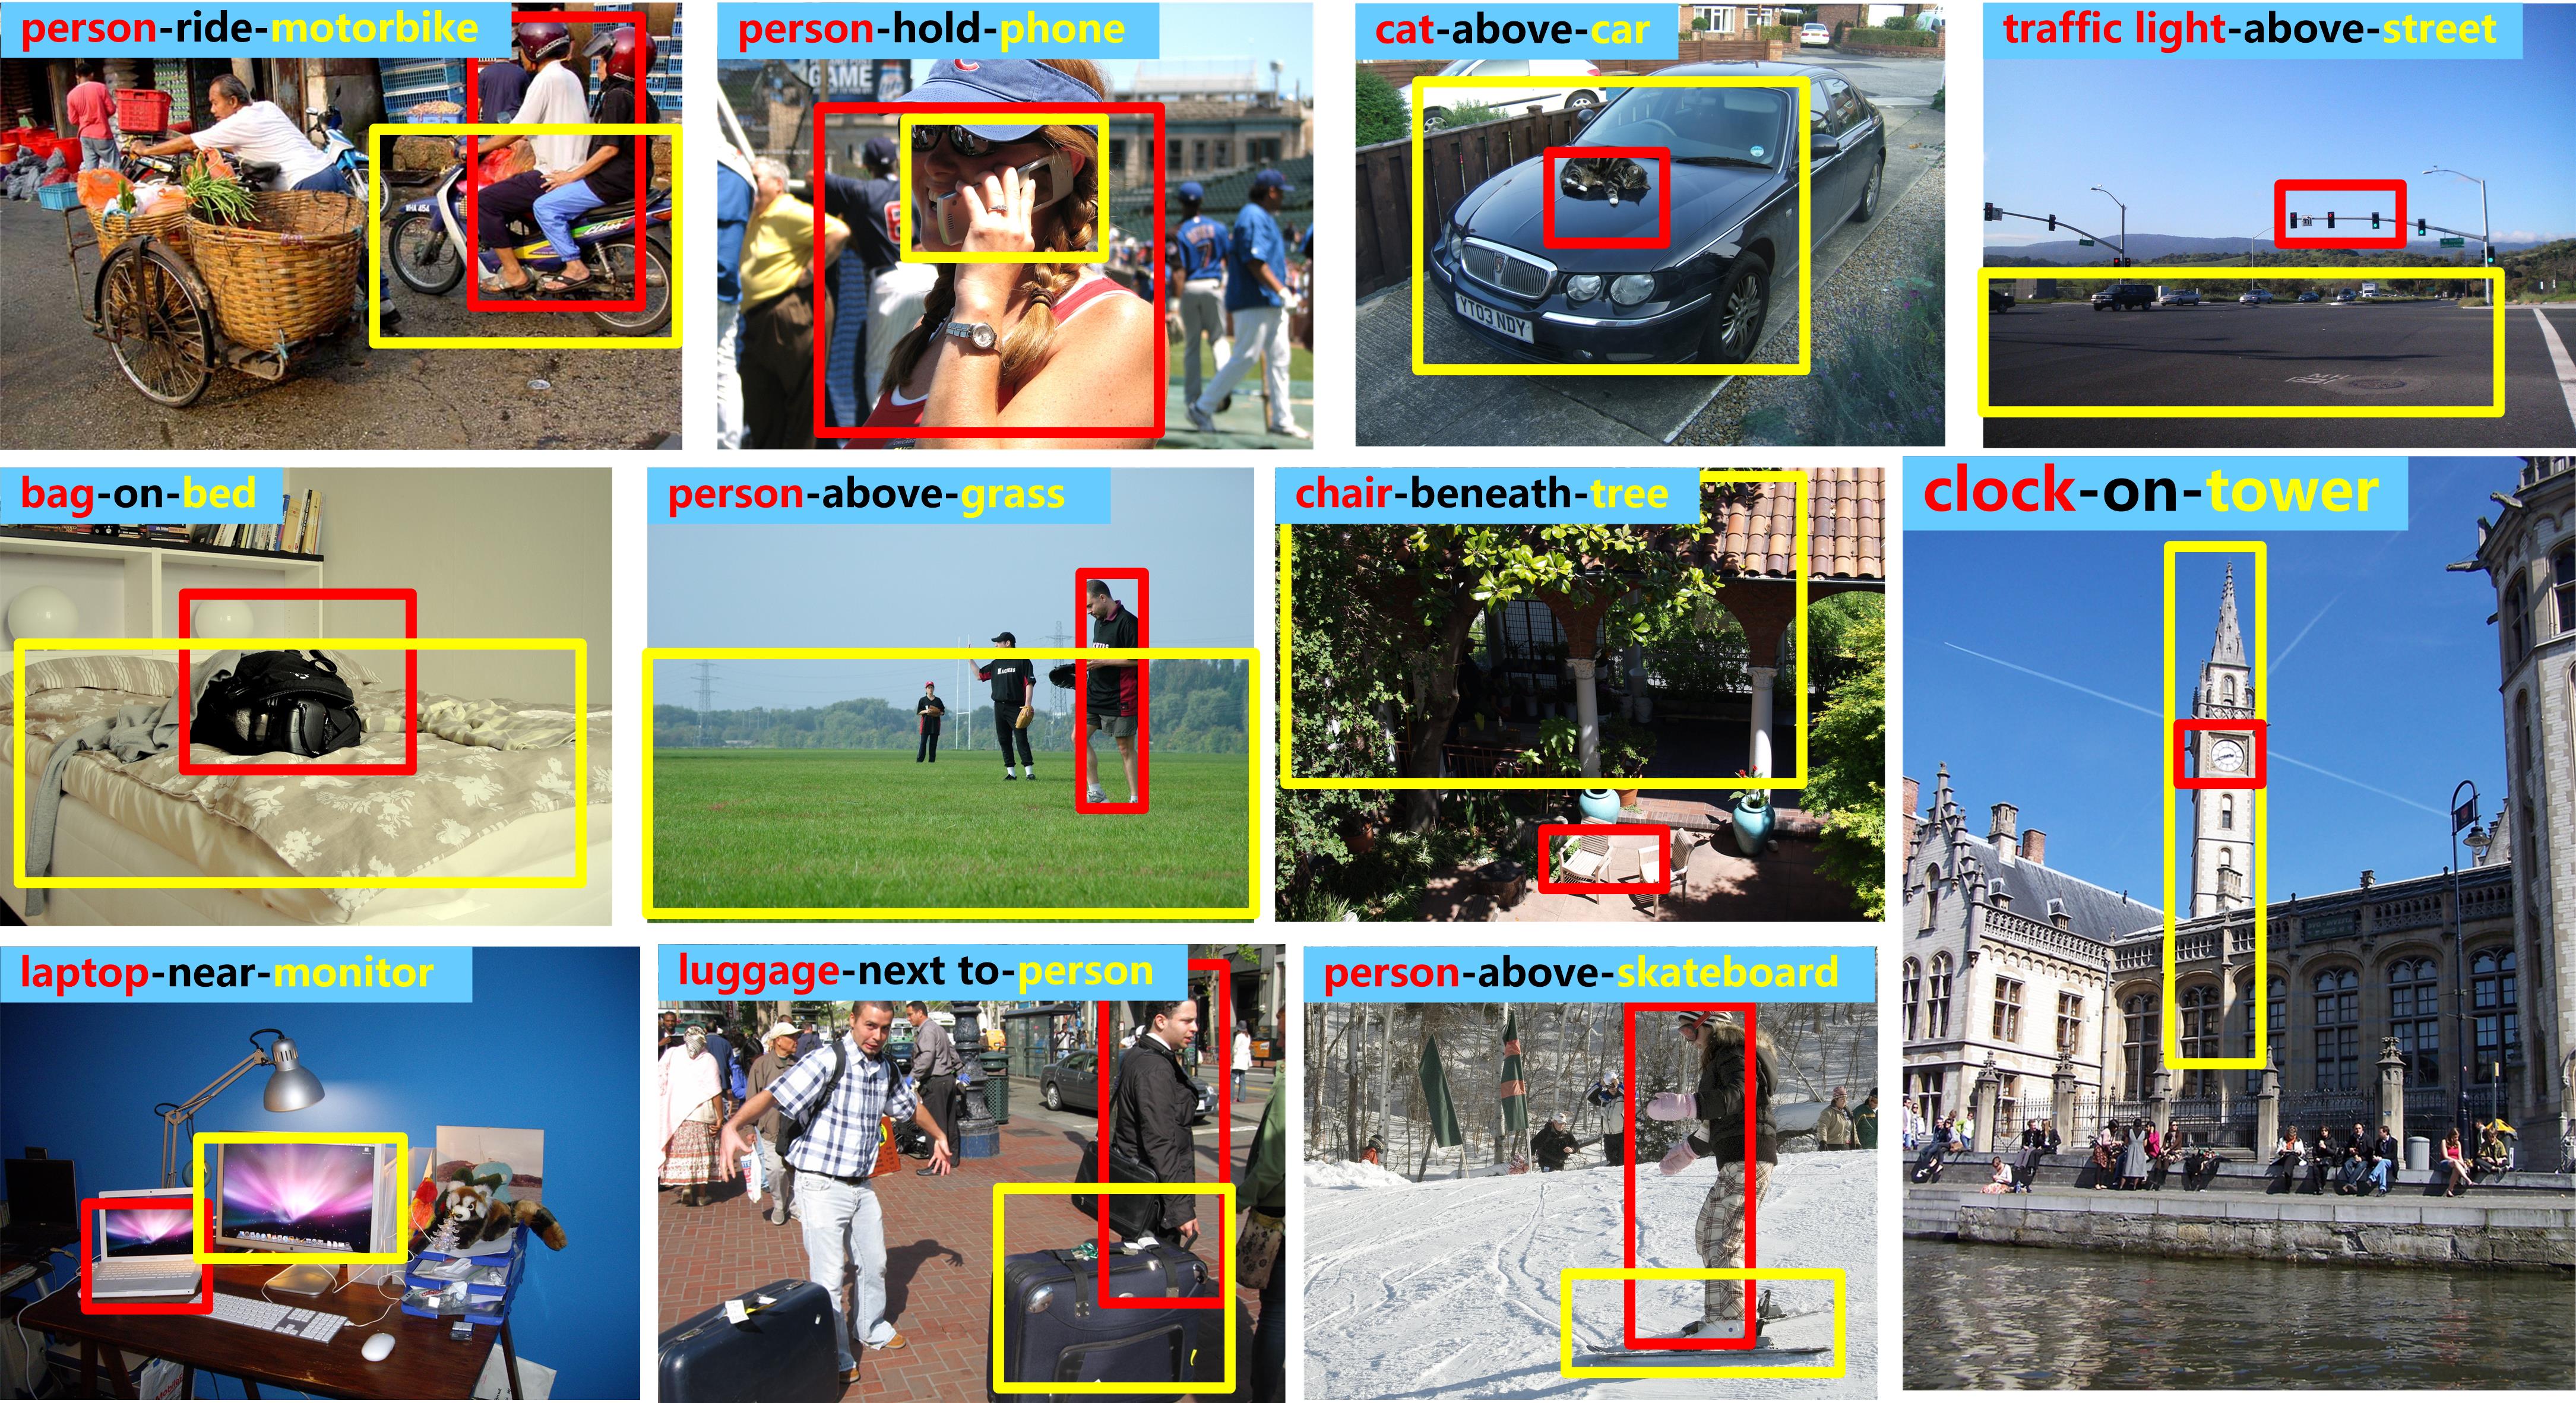 person-ride-motorbike
person-hold-phone
cat-above-car
traffic light-above-street
GAME
C
WHA 454
YT03 NDY
bag-on-bed
person-above-grass
chair-beneath-tree
clock-on-tower
laptop-near-monitor
luggage-next to-person
person-above-skateboard